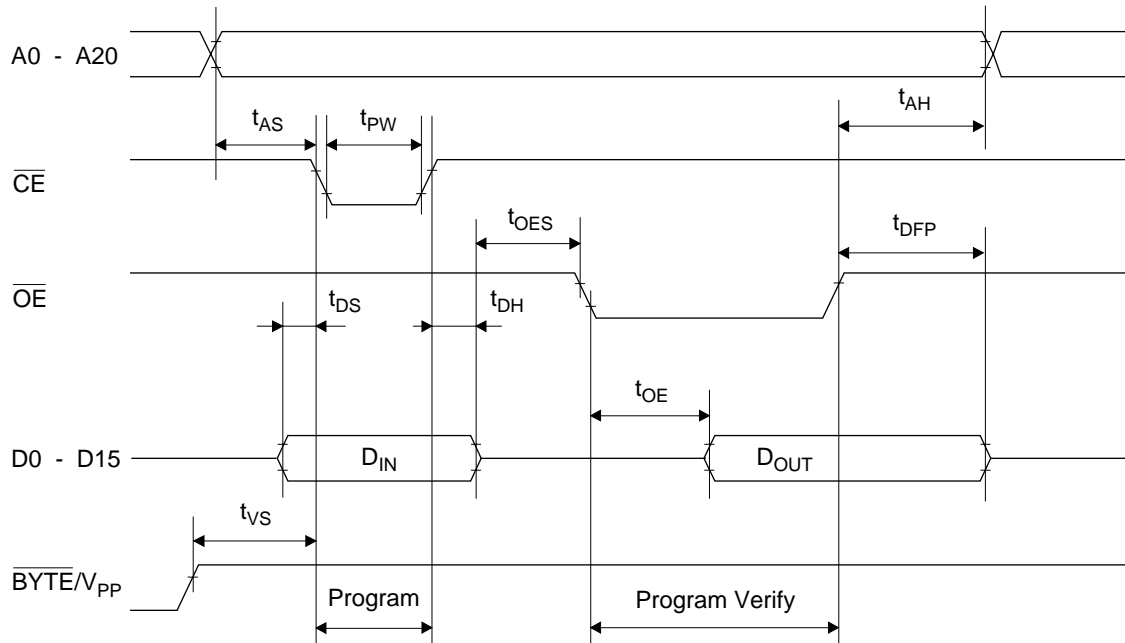 A0 - A20
tAS
tPW
tAH
CE
tOES
tDFP
OE
tDS
tDH
tOE
D0 - D15
DIN
DOUT
tVS
BYTE/VPP
Program
Program Verify